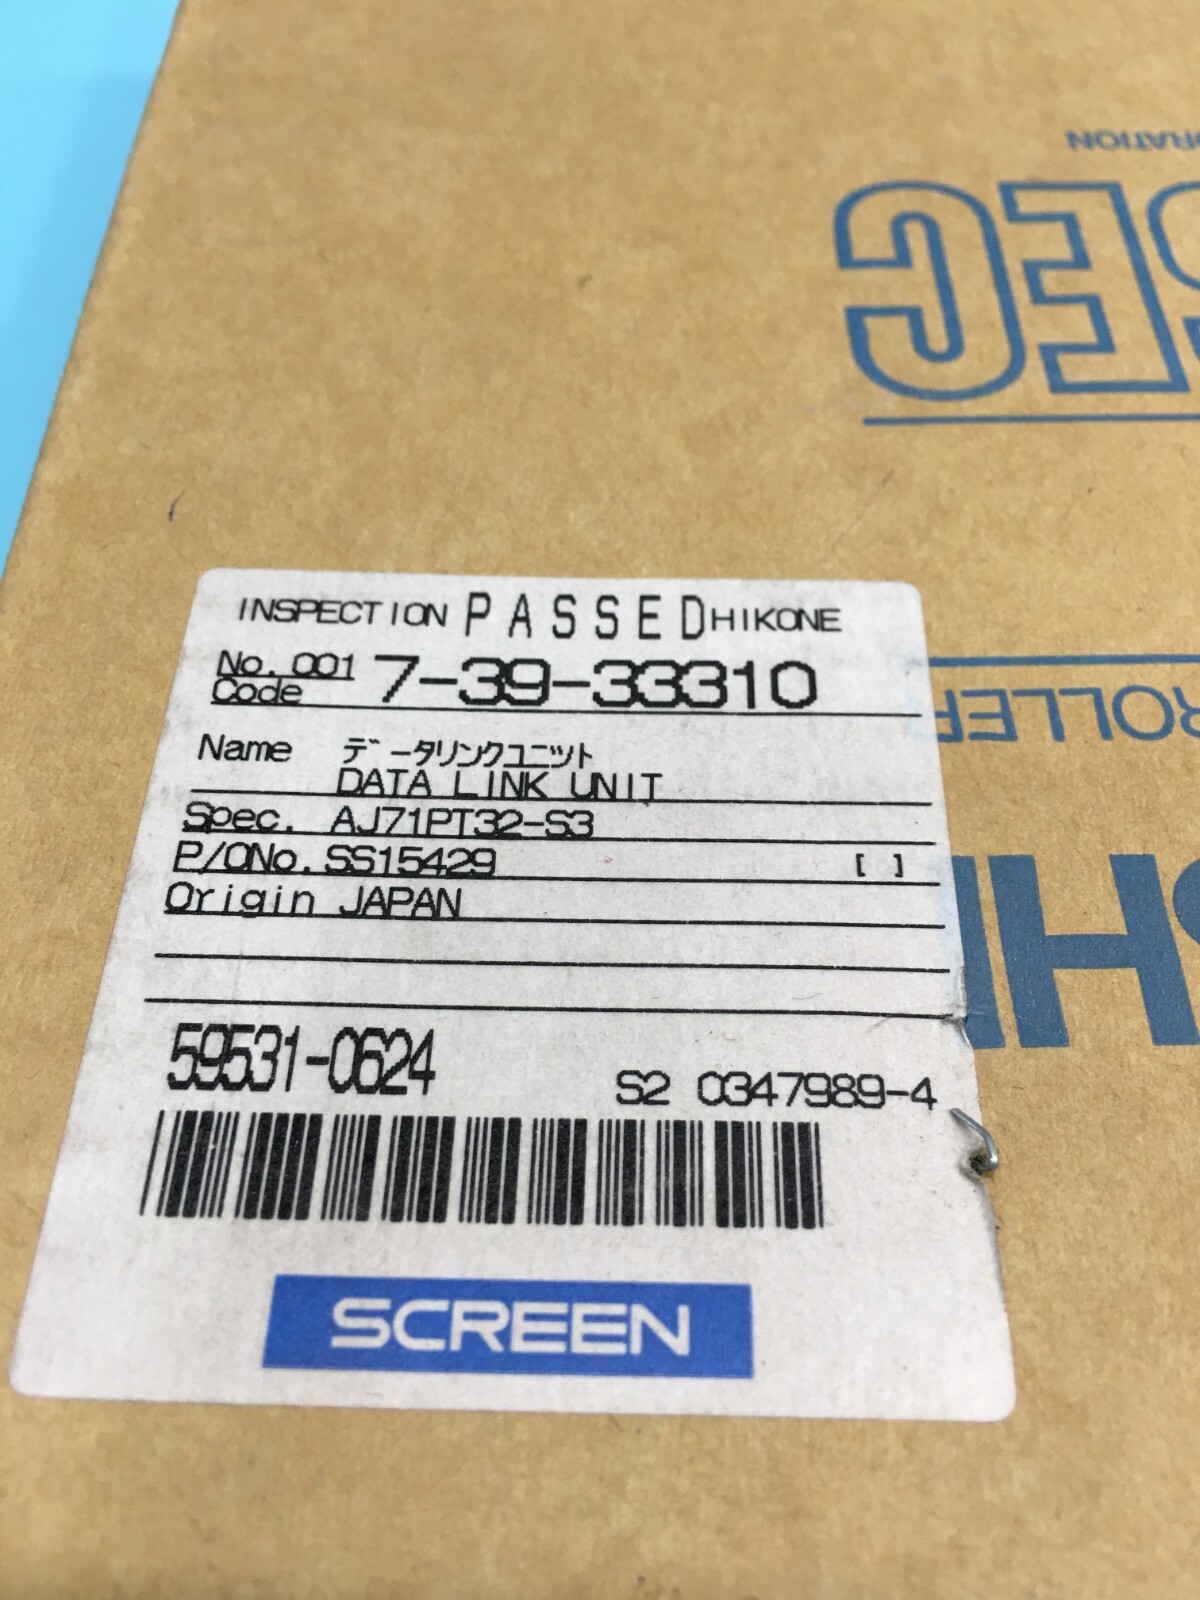 INSPECTION PASSED HIKONE
No. 001
Code 7-39-33310
Name データリンクユニット
DATA LINK UNIT
Spec. AJ71PT32-S3
P/ONo. SS15429 [ ]
Origin JAPAN
59531-0624
S2 0347989-4
SCREEN